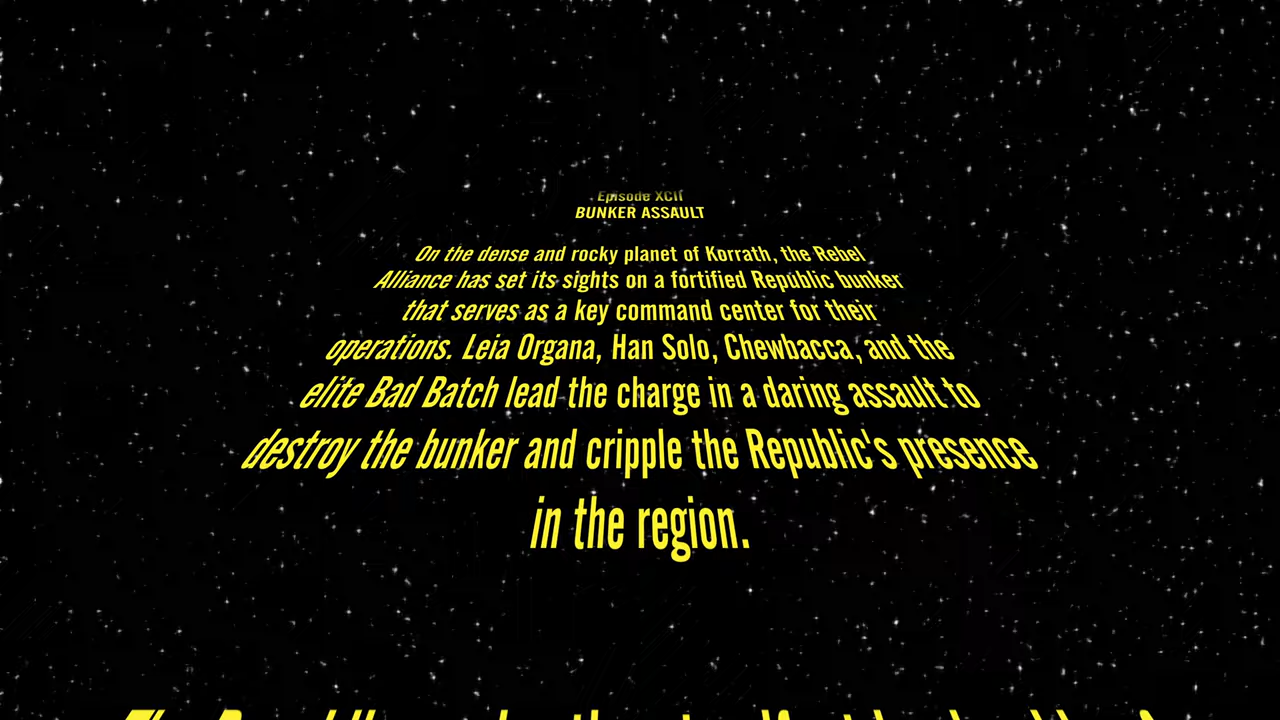 Episode XCII
BUNKER ASSAULT
On the dense and rocky planet of Korrath, the Rebel
Alliance has set its sights on a fortified Republic bunker
that serves as a key command center for their
operations. Leia Organa, Han Solo, Chewbacca, and the
elite Bad Batch lead the charge in a daring assault to
destroy the bunker and cripple the Republic's presence
in the region.